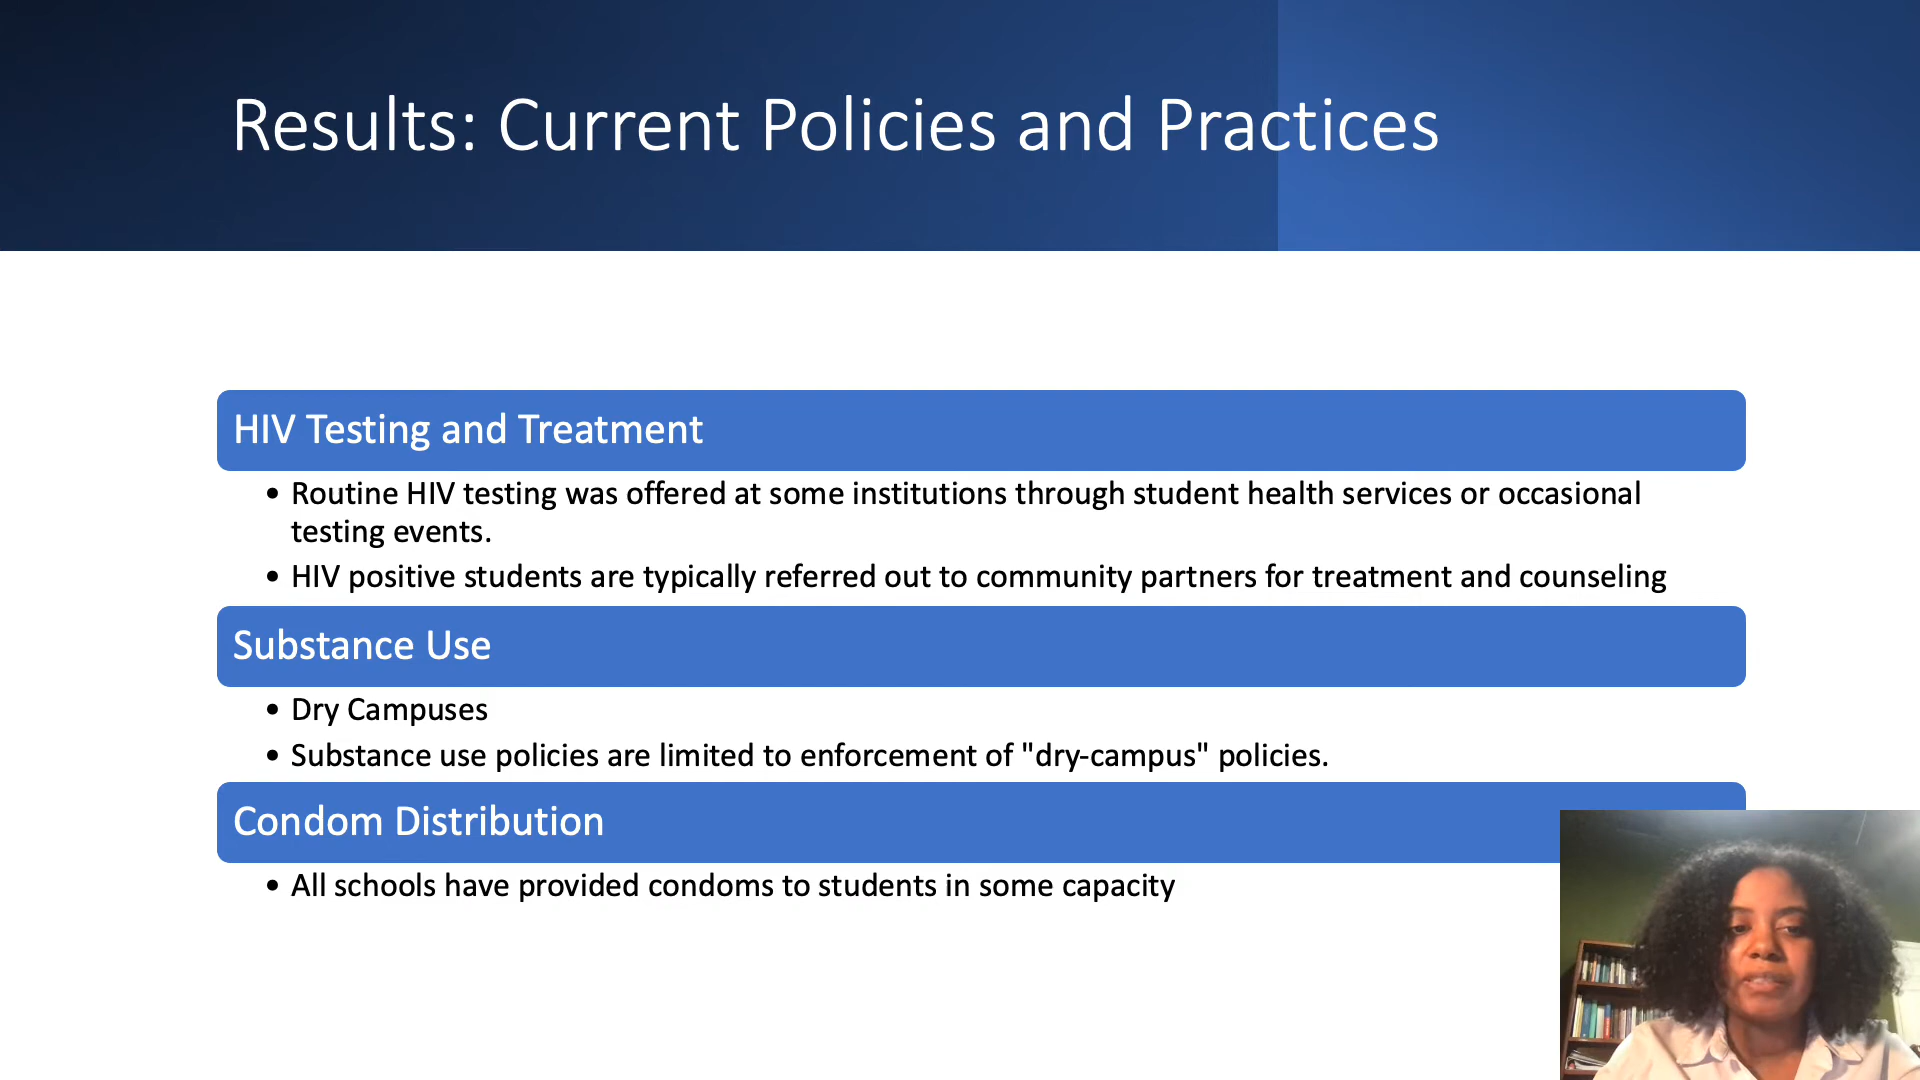 Results: Current Policies and Practices
HIV Testing and Treatment
• Routine HIV testing was offered at some institutions through student health services or occasional
testing events.
• HIV positive students are typically referred out to community partners for treatment and counseling
Substance Use
• Dry Campuses
• Substance use policies are limited to enforcement of "dry-campus" policies.
Condom Distribution
• All schools have provided condoms to students in some capacity